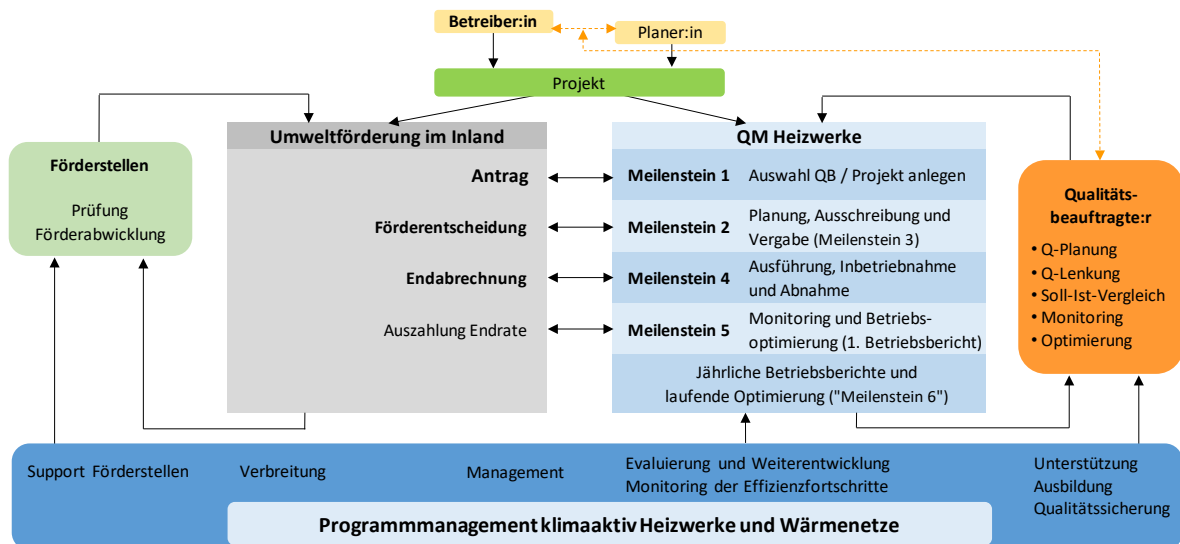 Betreiber:in
Planer:in
Projekt
Förderstellen
Prüfung
Förderabwicklung
Umweltförderung im Inland
Antrag
Förderentscheidung
Endabrechnung
Auszahlung Endrate
QM Heizwerke
Meilenstein 1 Auswahl QB / Projekt anlegen
Meilenstein 2 Planung, Ausschreibung und
Vergabe (Meilenstein 3)
Meilenstein 4 Ausführung, Inbetriebnahme
und Abnahme
Meilenstein 5 Monitoring und Betriebs-
optimierung (1. Betriebsbericht)
Jährliche Betriebsberichte und
laufende Optimierung ("Meilenstein 6")
Qualitäts-
beauftragte:r
• Q-Planung
• Q-Lenkung
• Soll-Ist-Vergleich
• Monitoring
• Optimierung
Support Förderstellen
Verbreitung
Management
Evaluierung und Weiterentwicklung
Monitoring der Effizienzfortschritte
Unterstützung
Ausbildung
Qualitätssicherung
Programmmanagement klimaaktiv Heizwerke und Wärmenetze